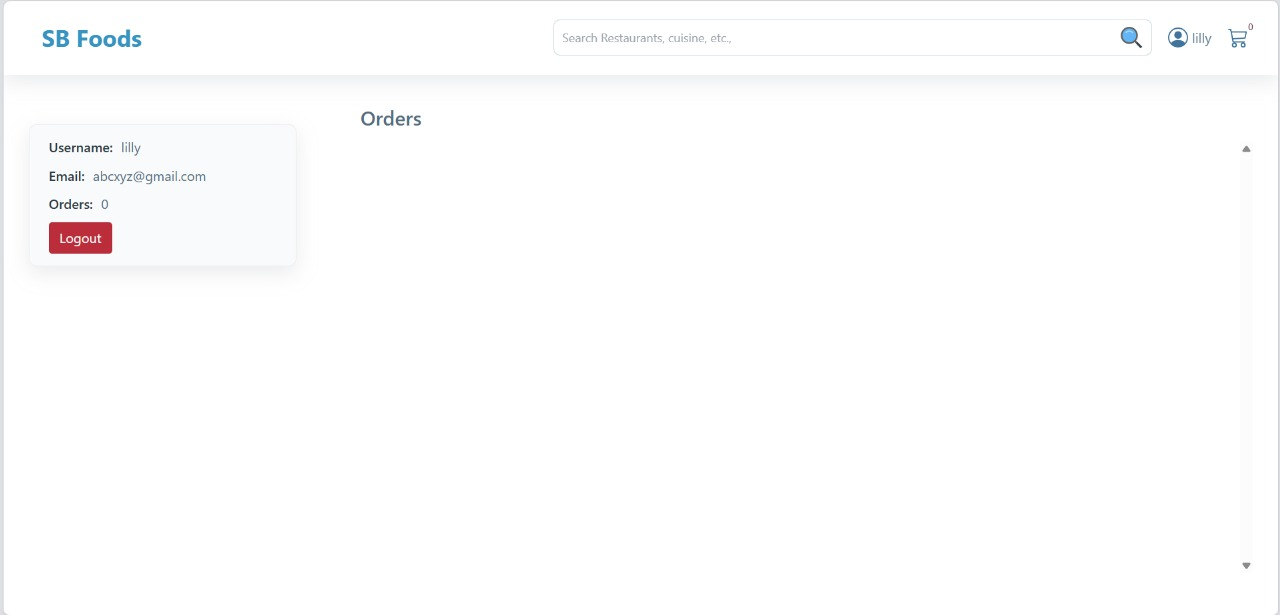 SB Foods
Search Restaurants, cuisine, etc.,
lilly
0
Orders
Username: lilly
Email: abcxyz@gmail.com
Orders: 0
Logout